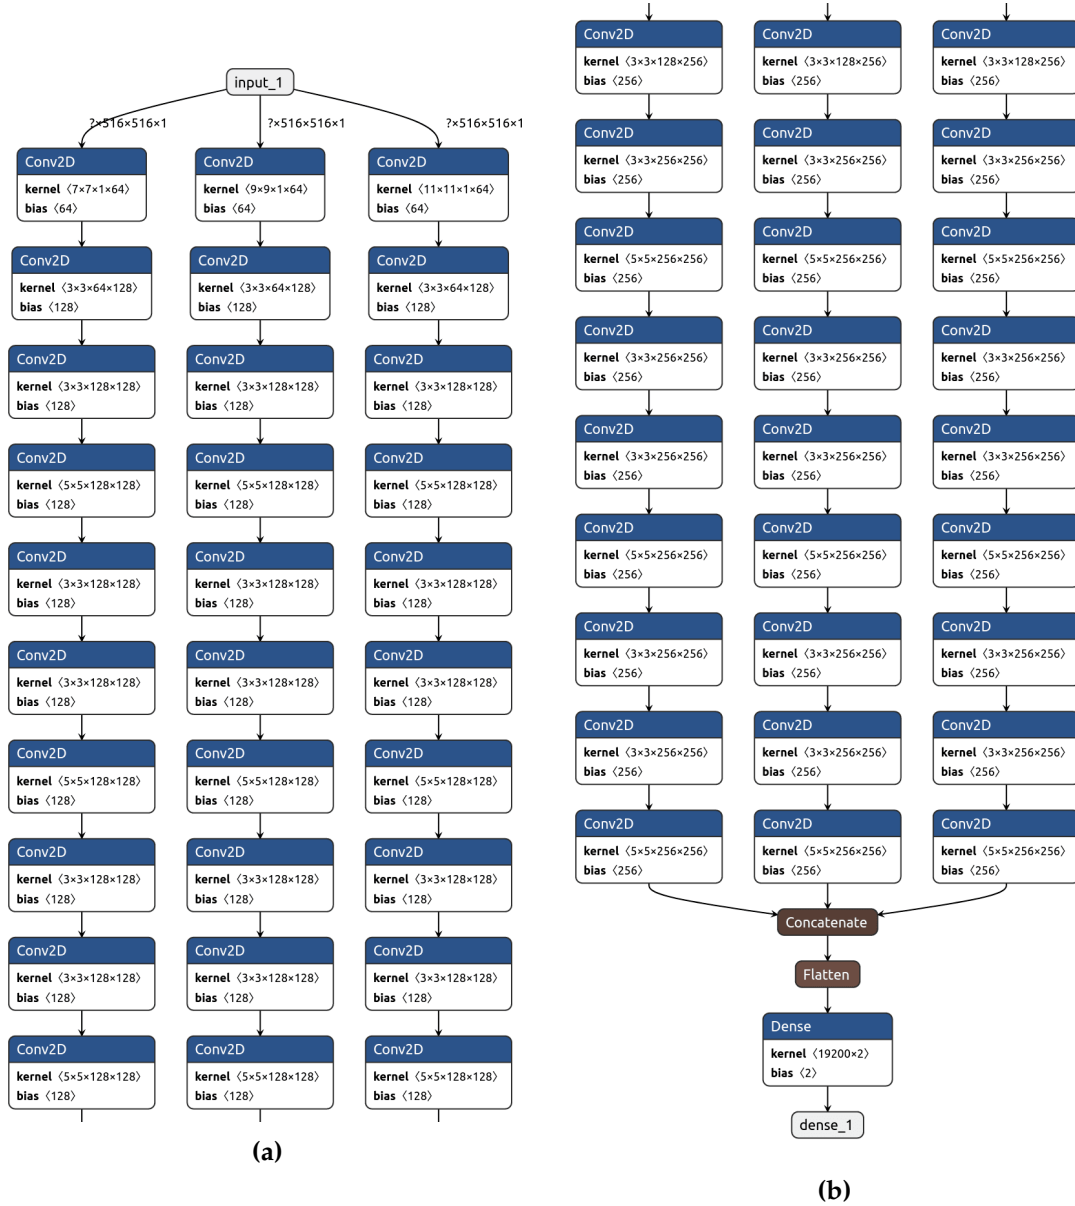 input_1
?×516×516×1
Conv2D
kernel 〈7×7×1×64〉
bias 〈64〉
Conv2D
kernel 〈3×3×64×128〉
bias 〈128〉
Conv2D
kernel 〈3×3×128×128〉
bias 〈128〉
Conv2D
kernel 〈5×5×128×128〉
bias 〈128〉
Conv2D
kernel 〈3×3×128×128〉
bias 〈128〉
Conv2D
kernel 〈3×3×128×128〉
bias 〈128〉
Conv2D
kernel 〈5×5×128×128〉
bias 〈128〉
Conv2D
kernel 〈3×3×128×128〉
bias 〈128〉
Conv2D
kernel 〈3×3×128×128〉
bias 〈128〉
Conv2D
kernel 〈5×5×128×128〉
bias 〈128〉
?×516×516×1
Conv2D
kernel 〈9×9×1×64〉
bias 〈64〉
Conv2D
kernel 〈3×3×64×128〉
bias 〈128〉
Conv2D
kernel 〈3×3×128×128〉
bias 〈128〉
Conv2D
kernel 〈5×5×128×128〉
bias 〈128〉
Conv2D
kernel 〈3×3×128×128〉
bias 〈128〉
Conv2D
kernel 〈3×3×128×128〉
bias 〈128〉
Conv2D
kernel 〈5×5×128×128〉
bias 〈128〉
Conv2D
kernel 〈3×3×128×128〉
bias 〈128〉
Conv2D
kernel 〈3×3×128×128〉
bias 〈128〉
Conv2D
kernel 〈5×5×128×128〉
bias 〈128〉
?×516×516×1
Conv2D
kernel 〈11×11×1×64〉
bias 〈64〉
Conv2D
kernel 〈3×3×64×128〉
bias 〈128〉
Conv2D
kernel 〈3×3×128×128〉
bias 〈128〉
Conv2D
kernel 〈5×5×128×128〉
bias 〈128〉
Conv2D
kernel 〈3×3×128×128〉
bias 〈128〉
Conv2D
kernel 〈3×3×128×128〉
bias 〈128〉
Conv2D
kernel 〈5×5×128×128〉
bias 〈128〉
Conv2D
kernel 〈3×3×128×128〉
bias 〈128〉
Conv2D
kernel 〈3×3×128×128〉
bias 〈128〉
Conv2D
kernel 〈5×5×128×128〉
bias 〈128〉
(a)
Conv2D
kernel 〈3×3×128×256〉
bias 〈256〉
Conv2D
kernel 〈3×3×256×256〉
bias 〈256〉
Conv2D
kernel 〈5×5×256×256〉
bias 〈256〉
Conv2D
kernel 〈3×3×256×256〉
bias 〈256〉
Conv2D
kernel 〈3×3×256×256〉
bias 〈256〉
Conv2D
kernel 〈5×5×256×256〉
bias 〈256〉
Conv2D
kernel 〈3×3×256×256〉
bias 〈256〉
Conv2D
kernel 〈3×3×256×256〉
bias 〈256〉
Conv2D
kernel 〈5×5×256×256〉
bias 〈256〉
Conv2D
kernel 〈3×3×128×256〉
bias 〈256〉
Conv2D
kernel 〈3×3×256×256〉
bias 〈256〉
Conv2D
kernel 〈5×5×256×256〉
bias 〈256〉
Conv2D
kernel 〈3×3×256×256〉
bias 〈256〉
Conv2D
kernel 〈3×3×256×256〉
bias 〈256〉
Conv2D
kernel 〈5×5×256×256〉
bias 〈256〉
Conv2D
kernel 〈3×3×256×256〉
bias 〈256〉
Conv2D
kernel 〈3×3×256×256〉
bias 〈256〉
Conv2D
kernel 〈5×5×256×256〉
bias 〈256〉
Conv2D
kernel 〈3×3×128×256〉
bias 〈256〉
Conv2D
kernel 〈3×3×256×256〉
bias 〈256〉
Conv2D
kernel 〈5×5×256×256〉
bias 〈256〉
Conv2D
kernel 〈3×3×256×256〉
bias 〈256〉
Conv2D
kernel 〈3×3×256×256〉
bias 〈256〉
Conv2D
kernel 〈5×5×256×256〉
bias 〈256〉
Conv2D
kernel 〈3×3×256×256〉
bias 〈256〉
Conv2D
kernel 〈3×3×256×256〉
bias 〈256〉
Conv2D
kernel 〈5×5×256×256〉
bias 〈256〉
Concatenate
Flatten
Dense
kernel 〈19200×2〉
bias 〈2〉
dense_1
(b)